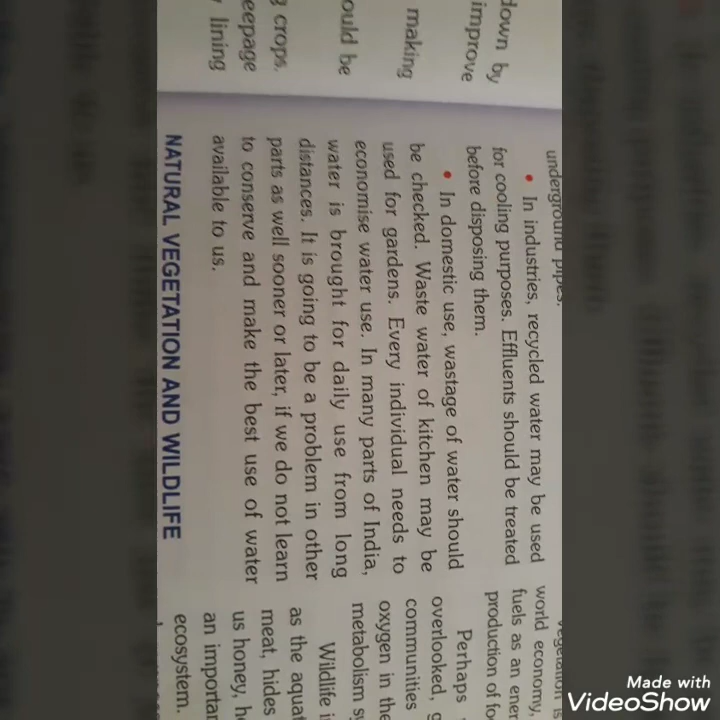 down by
improve
making
ould be
g crops.
eepage
lining
underground pipes.
• In industries, recycled water may be used
for cooling purposes. Effluents should be treated
before disposing them.
• In domestic use, wastage of water should
be checked. Waste water of kitchen may be
used for gardens. Every individual needs to
economise water use. In many parts of India,
water is brought for daily use from long
distances. It is going to be a problem in other
parts as well sooner or later, if we do not learn
to conserve and make the best use of water
available to us.
NATURAL VEGETATION AND WILDLIFE
vegetation is
world economy,
fuels as an ener
production of fo
Perhaps
overlooked, g
communities
oxygen in the
metabolism sy
Wildlife i
as the aquat
meat, hides
us honey, h
an importan
ecosystem.
Made with
VideoShow